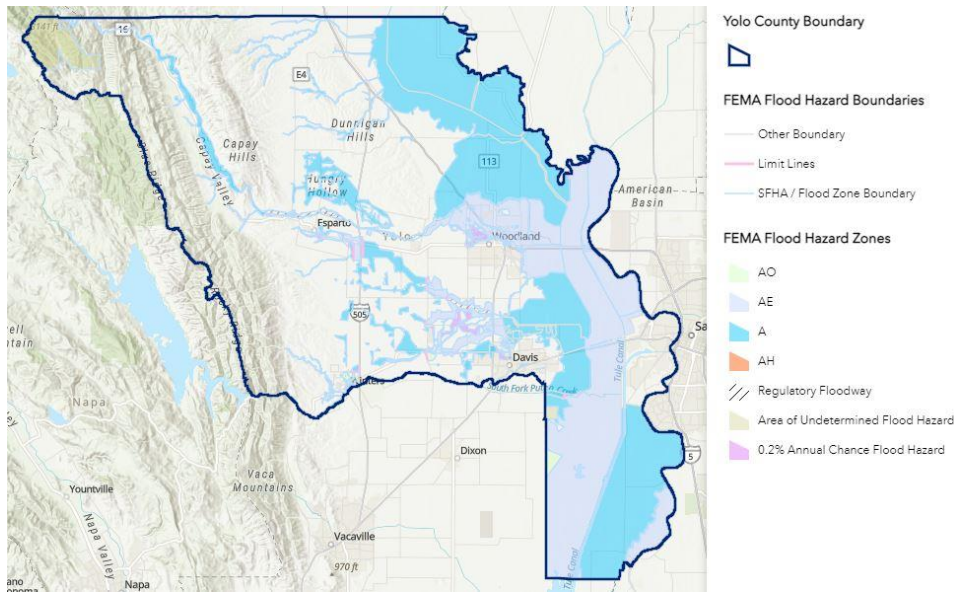 Yolo County Boundary
FEMA Flood Hazard Boundaries
Other Boundary
Limit Lines
SFHA / Flood Zone Boundary
FEMA Flood Hazard Zones
AO
AE
A
AH
Regulatory Floodway
Area of Undetermined Flood Hazard
0.2% Annual Chance Flood Hazard
16
E4
Dunnigan
Hills
Capay
Hills
Capay Valley
Hungry
Hollow
113
American
Basin
Esparto
Yolo
Woodland
505
Davis
Tule Canal
South Fork Putah Creek
Napa
Dixon
5
Vaca
Mountains
Yountville
Napa Valley
Vacaville
970 ft
Tule Canal
Napa